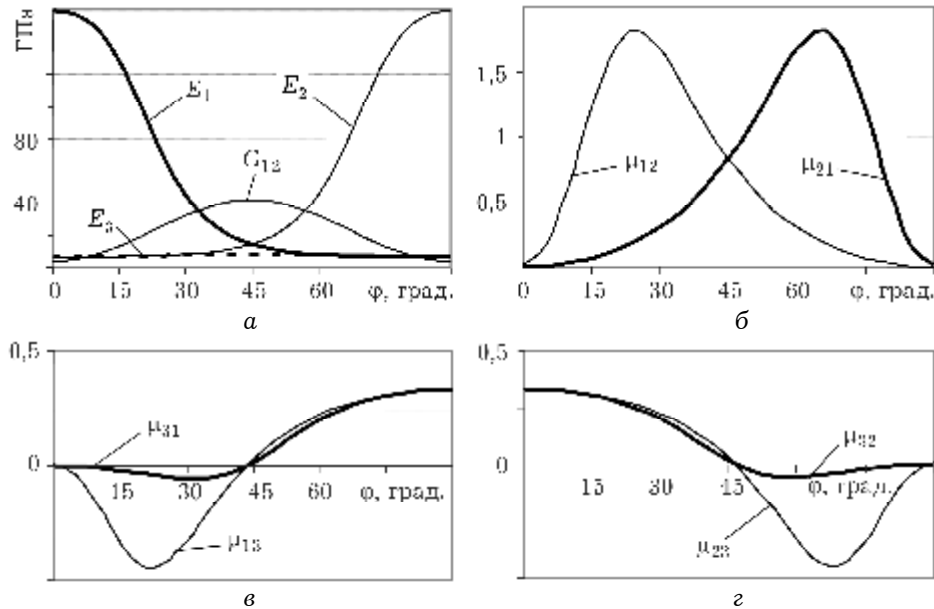 ГПа
80
40
E₁
E₂
G₁₂
E₃
0 15 30 45 60 φ, град.
а
1,5
1
0,5
μ₁₂
μ₂₁
0 15 30 45 60 φ, град.
б
0,5
0
μ₃₁
15 30 45 60 φ, град.
μ₁₃
в
0,5
0
μ₃₂
15 30 45 φ, град.
μ₂₃
г